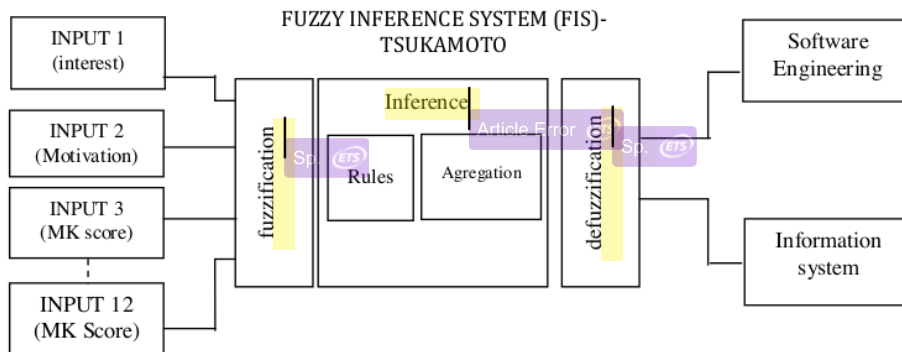 FUZZY INFERENCE SYSTEM (FIS)-
TSUKAMOTO
INPUT 1
(interest)
INPUT 2
(Motivation)
INPUT 3
(MK score)
INPUT 12
(MK Score)
fuzzification
Sp. ETS
Inference
Article Error ETS
Rules
Agregation
defuzzification
Sp. ETS
Software
Engineering
Information
system